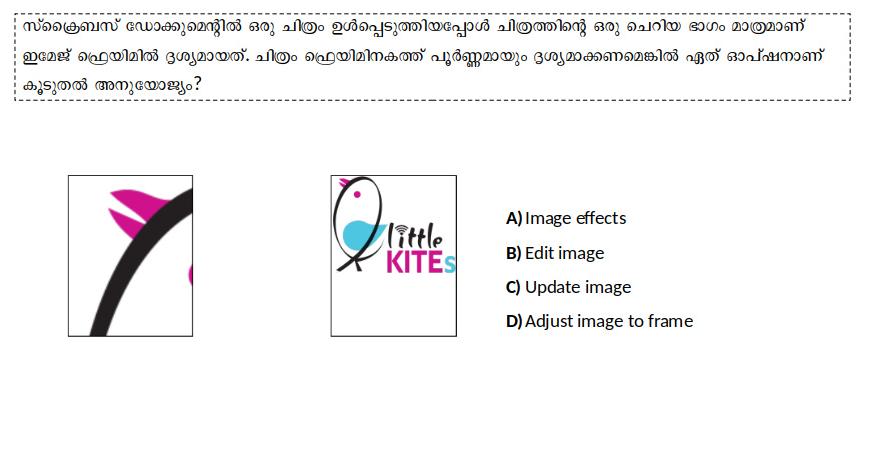 സ്ക്രൈബസ് ഡോക്കുമെന്റിൽ ഒരു ചിത്രം ഉൾപ്പെടുത്തിയപ്പോൾ ചിത്രത്തിന്റെ ഒരു ചെറിയ ഭാഗം മാത്രമാണ്
ഇമേജ് ഫ്രെയിമിൽ ദൃശ്യമായത്. ചിത്രം ഫ്രെയിമിനകത്ത് പൂർണ്ണമായും ദൃശ്യമാക്കണമെങ്കിൽ ഏത് ഓപ്ഷനാണ്
കൂടുതൽ അനുയോജ്യം?
little
KITEs
A) Image effects
B) Edit image
C) Update image
D) Adjust image to frame